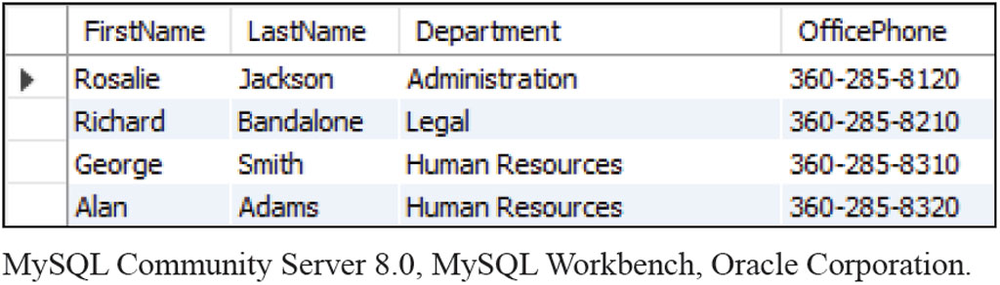 FirstName LastName Department OfficePhone
Rosalie Jackson Administration 360-285-8120
Richard Bandalone Legal 360-285-8210
George Smith Human Resources 360-285-8310
Alan Adams Human Resources 360-285-8320
MySQL Community Server 8.0, MySQL Workbench, Oracle Corporation.